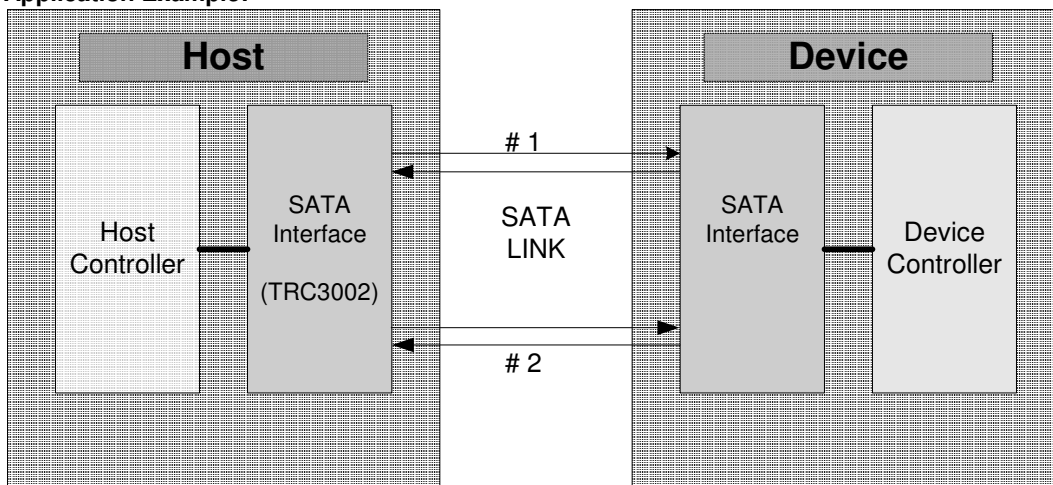 Application Example:
Host
Device
# 1
SATA
LINK
# 2
Host
Controller
SATA
Interface
(TRC3002)
SATA
Interface
Device
Controller